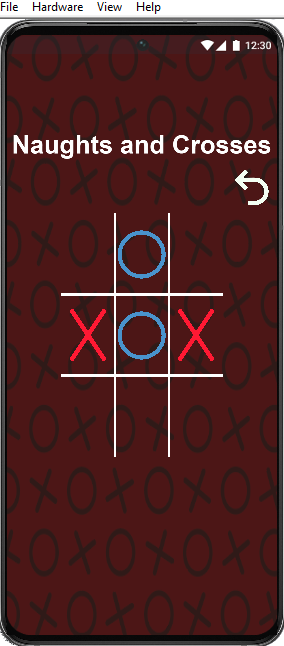 File Hardware View Help
12:30
Naughts and Crosses
O
X O X